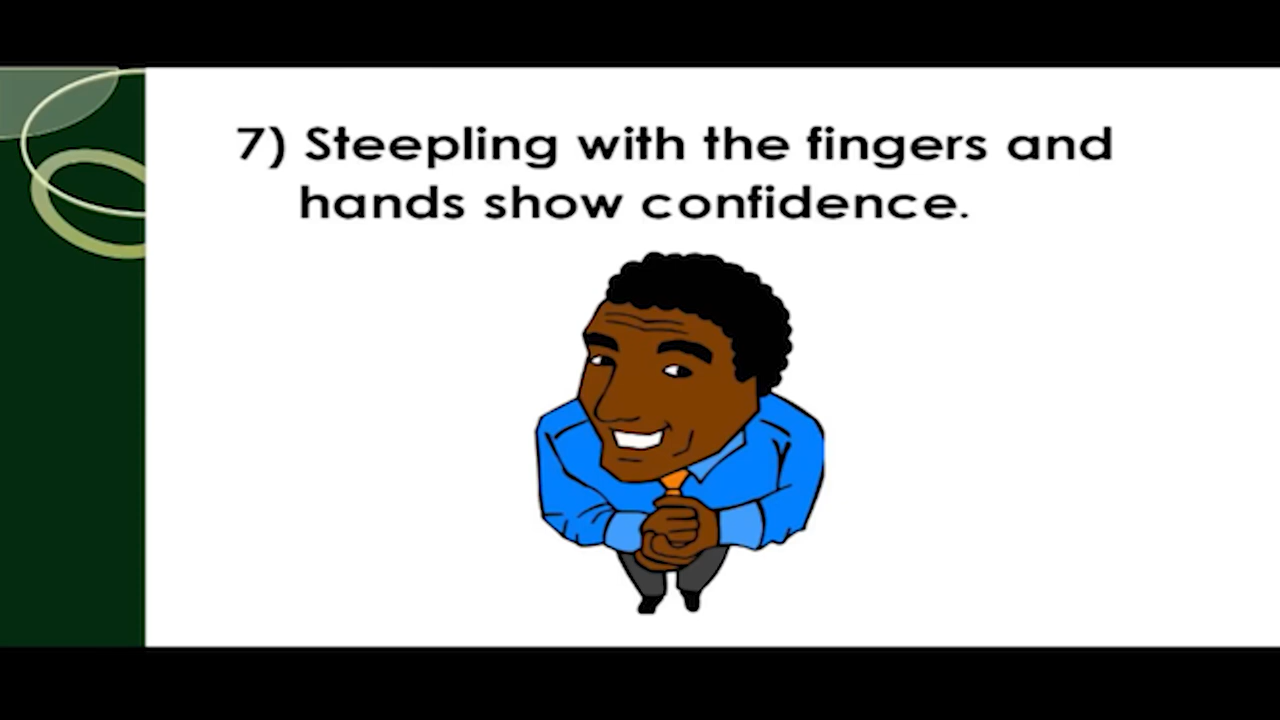 7) Steepling with the fingers and
hands show confidence.